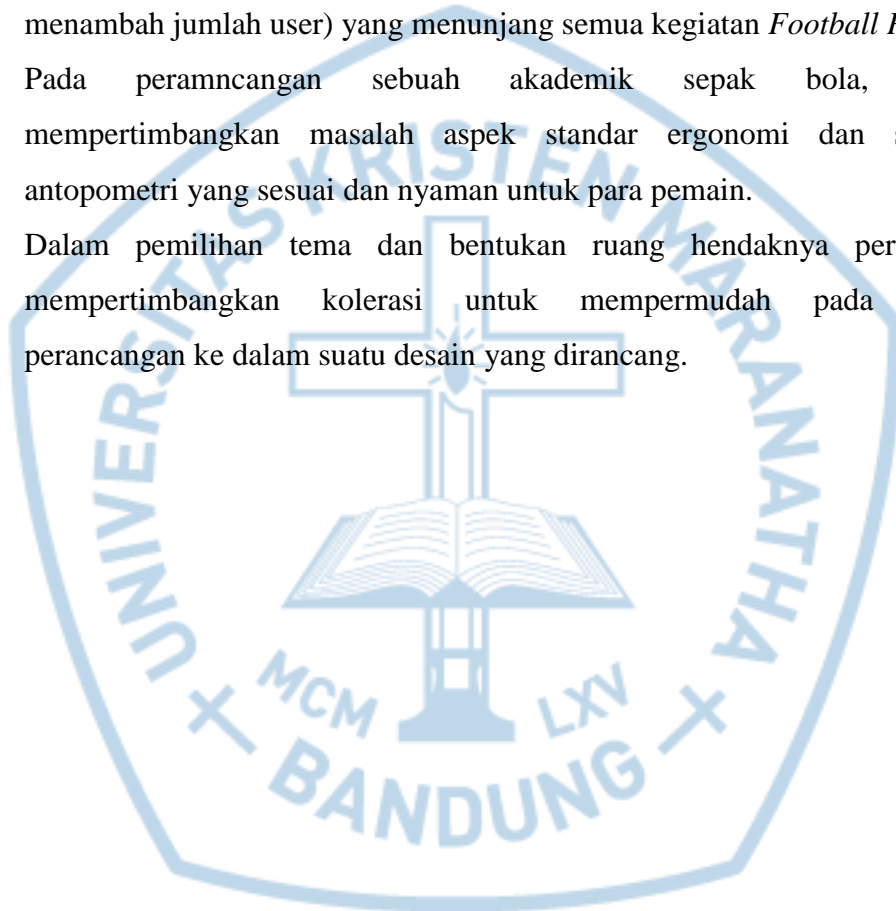 menambah jumlah user) yang menunjang semua kegiatan Football
Pada peramncangan sebuah akademik sepak bola,
mempertimbangkan masalah aspek standar ergonomi dan
antopometri yang sesuai dan nyaman untuk para pemain.
Dalam pemilihan tema dan bentukan ruang hendaknya
mempertimbangkan kolerasi untuk mempermudah pada
perancangan ke dalam suatu desain yang dirancang.
UNIVERSITAS KRISTEN MARANATHA
MCM LXV
BANDUNG